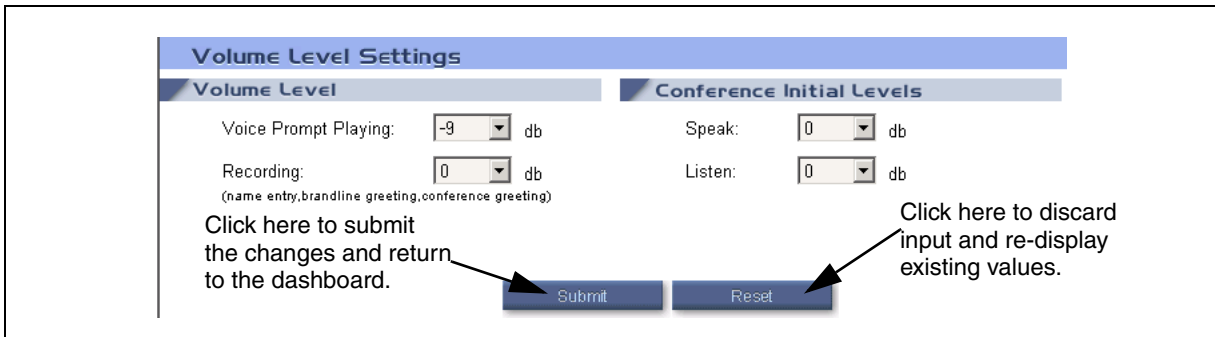 Volume Level Settings
Volume Level
Conference Initial Levels
Voice Prompt Playing: -9 db
Speak: 0 db
Recording: 0 db
Listen: 0 db
(name entry,brandline greeting,conference greeting)
Click here to submit
the changes and return
to the dashboard.
Click here to discard
input and re-display
existing values.
Submit
Reset